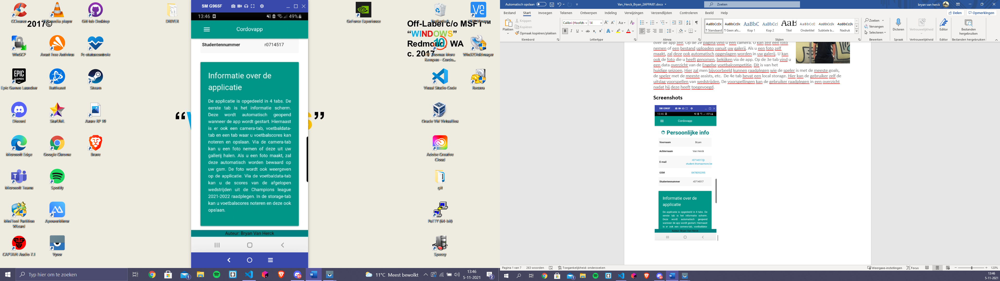 CCleaner
VLC media player
GitHub Desktop
2017©
DRIVER
WinSCP
Avast Free Antivirus
Pc-statuscontrole
Epic Games Launcher
Battle.net
Steam
Discord
StarUML
Axure RP 10
Microsoft Edge
Google Chrome
Brave
Microsoft Teams
Spotify
MiniTool Partition
Wizard
ApowerMirror
CAPTAIN Audio 7.1
Vysor
SM G965F
13:46
49%
Cordovapp
Studentennummer r0714517
Informatie over de
applicatie
De applicatie is opgedeeld in 4 tabs. De
eerste tab is het informatie scherm.
Deze wordt automatisch geopend
wanneer de app wordt gestart. Hiernaast
is er ook een camera-tab, voetbaldata-
tab en een tab waar u voetbalscores kan
noteren en opslaan. Via de camera-tab
kan u een foto nemen of deze uit uw
gallerij halen. Als u een foto maakt, zal
deze automatisch worden bewaard op
uw gsm. De foto wordt ook weergeven
op de applicatie. Via de voetbaldata-tab
kan u de scores van de afgelopen
wedstrijden uit de Champions league
2021-2022 raadplegen. In de storage-tab
kan u voetbalscores noteren en deze ook
opslaan.
Auteur: Bryan Van Herck
GeForce Experience
Prullenbak
VNC Viewer
Off-Label c/o MSFT™
“WINDOWS”
10
Redmond, WA
c. 2017
ITF Thomas More
Kempen - Cordo...
Win32DiskImager
Visual Studio Code
Recuva
Oracle VM VirtualBox
Adobe Creative
Cloud
git
PuTTY (64-bit)
Speccy
Typ hier om te zoeken
11°C Meest bewolkt
13:46
5-11-2021
Automatisch opslaan
Van_Herck_Bryan_2APPAI01.docx
Zoeken
bryan van herck
Bestand Start Invoegen Tekenen Ontwerpen Indeling Verwijzingen Verzendlijsten Controleren Beeld Help
Delen Opmerkingen
Plakken
Knippen
Kopiëren
Opmaak kopiëren/plakken
Klembord
Calibri (Hoofdt 14
Lettertype
Alinea
AaBbCcDc AaBbCcDc AaBbC AaBbCcI AaB AaBbCcD AaBbCcDc AaBbCcDc
¶ Standaard ¶ Geen afs... Kop 1 Kop 2 Titel Ondertitel Subtiele b... Nadruk
Stijlen
Zoeken
Vervangen
Selecteren
Bewerken
Dicteren
Spraak
Vertrouwelijkheid
Vertrouwelijkheid
Editor
Editor
Bestanden
hergebruiken
Bestanden hergebruiken
over de app zelf. Op de 2e pagina vind u een camera. U kan zelf een foto
nemen of een bestand uploaden vanuit uw galerij. Als u een foto zelf
maakt, zal deze ook automatisch opgeslagen worden in uw galerij. U kan
ook de foto die u heeft genomen, bekijken via de app. Op de 3e tab vind u
een data overzicht van de Engelse voetbalcompetitie. Dit is van het
huidige seizoen. Hier zal men bijvoorbeeld kunnen raadplegen wie de speler is met de meeste goals,
de speler met de meeste assists, etc. De 4e tab bevat een local storage. Hier kan de gebruiker zelf de
uitslag voorspellen van wedstrijden. De voorspellingen kan de gebruiker raadplegen in een overzicht
nadat hij deze heeft toegevoegd.
Screenshots
SM G965F
13:46
49%
Cordovapp
Persoonlijke info
Voornaam Bryan
Achternaam Van Herck
E-mail r0714517@
student.thomasmore.be
GSM 0478092395
Studentennummer r0714517
Informatie over de
applicatie
De applicatie is opgedeeld in 4 tabs. De
eerste tab is het informatie scherm.
Deze wordt automatisch geopend
wanneer de app wordt gestart. Hiernaast
is er ook een camera-tab, voetbaldata-
Auteur: Bryan Van Herck
Pagina 1 van 7 263 woorden Toegankelijkheid: onderzoeken
Weergave-instellingen Focus 120%
13:46
5-11-2021